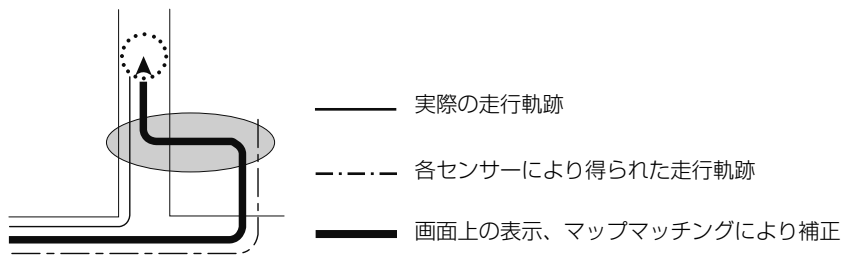 実際の走行軌跡
各センサーにより得られた走行軌跡
画面上の表示、マップマッチングにより補正